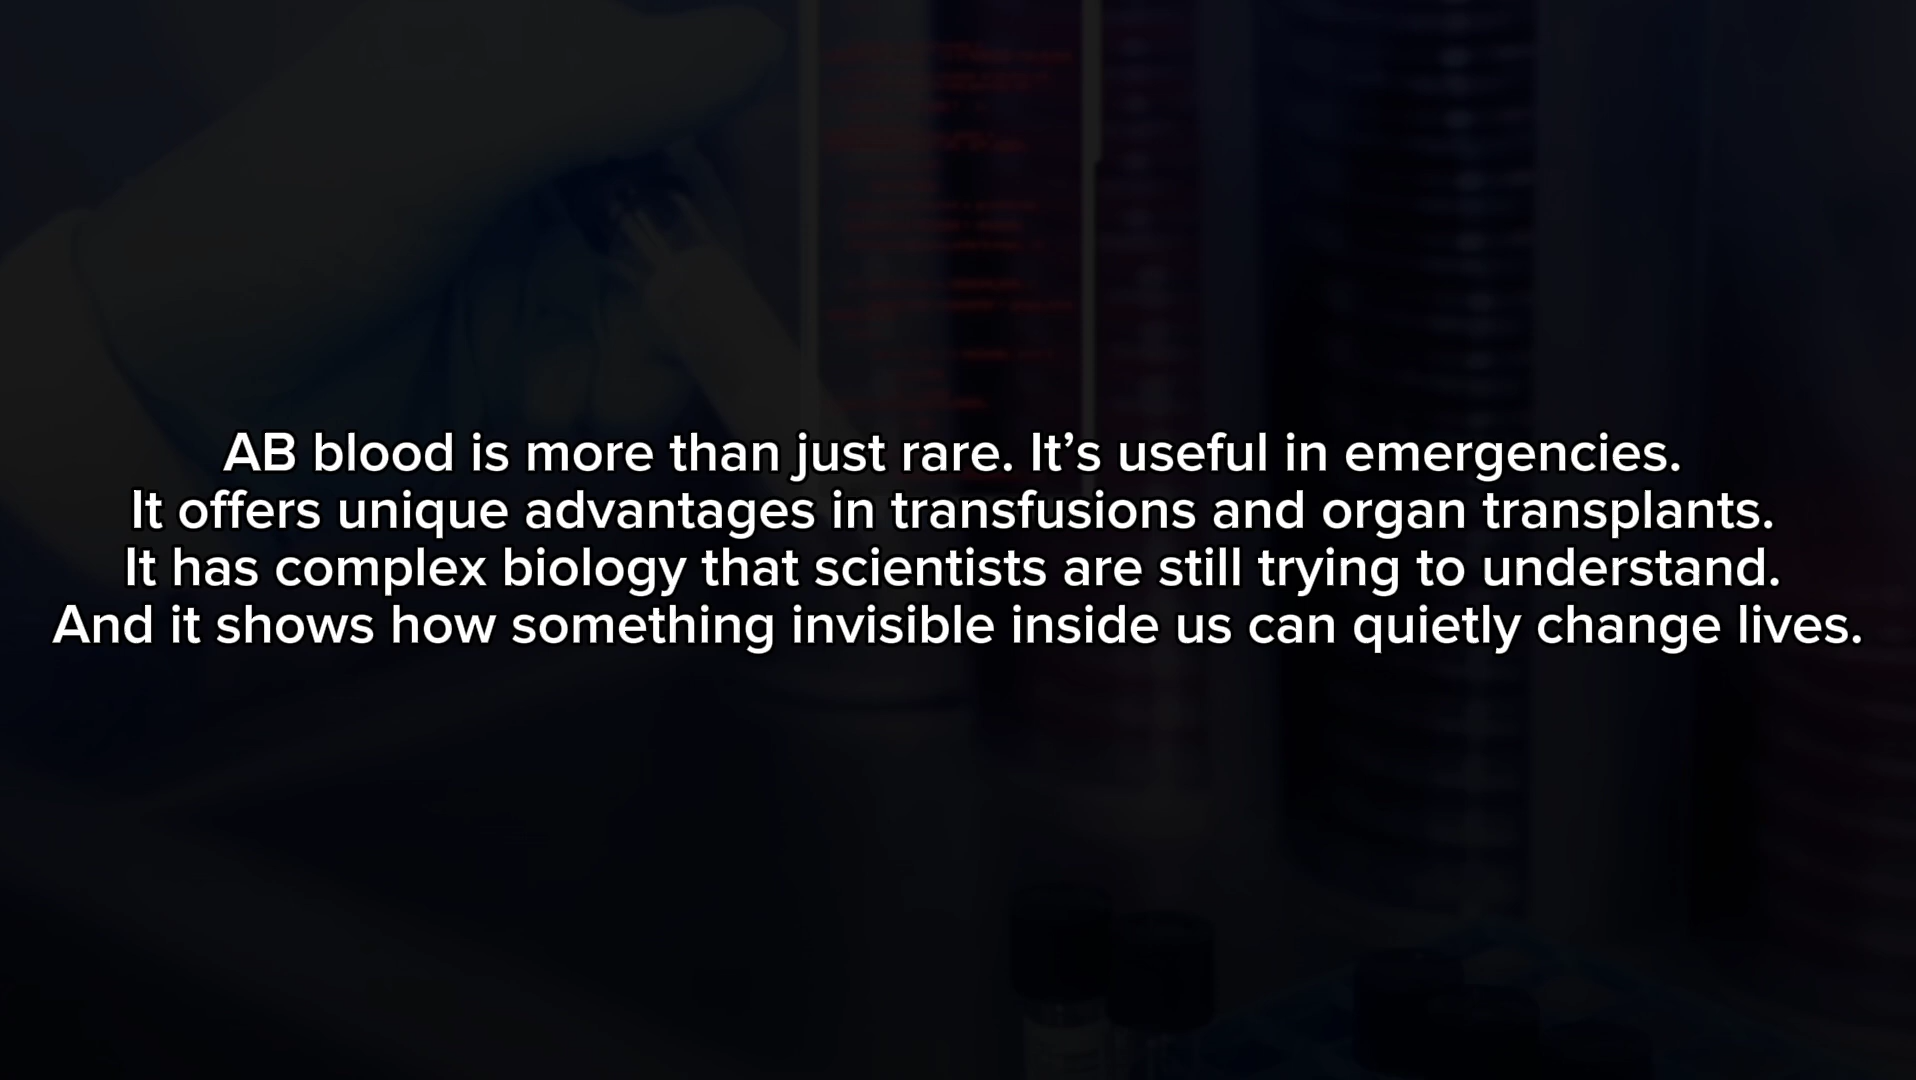 AB blood is more than just rare. It’s useful in emergencies.
It offers unique advantages in transfusions and organ transplants.
It has complex biology that scientists are still trying to understand.
And it shows how something invisible inside us can quietly change lives.